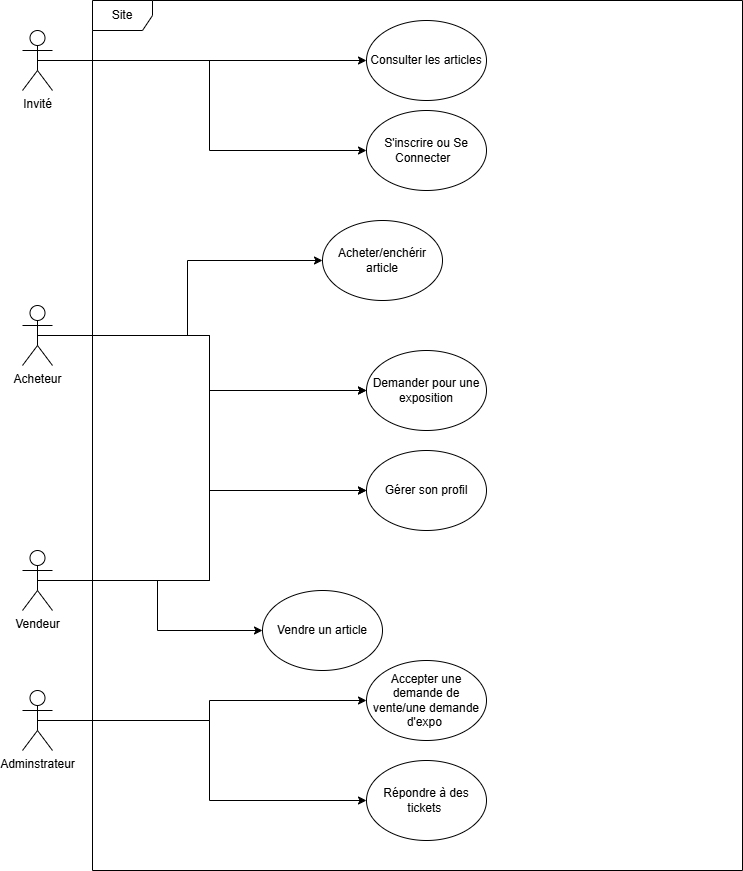 Site
Consulter les articles
Invité
S'inscrire ou Se
Connecter
Acheter/enchérir
article
Acheteur
Demander pour une
exposition
Gérer son profil
Vendeur
Vendre un article
Accepter une
demande de
vente/une demande
d'expo
Adminstrateur
Répondre à des
tickets